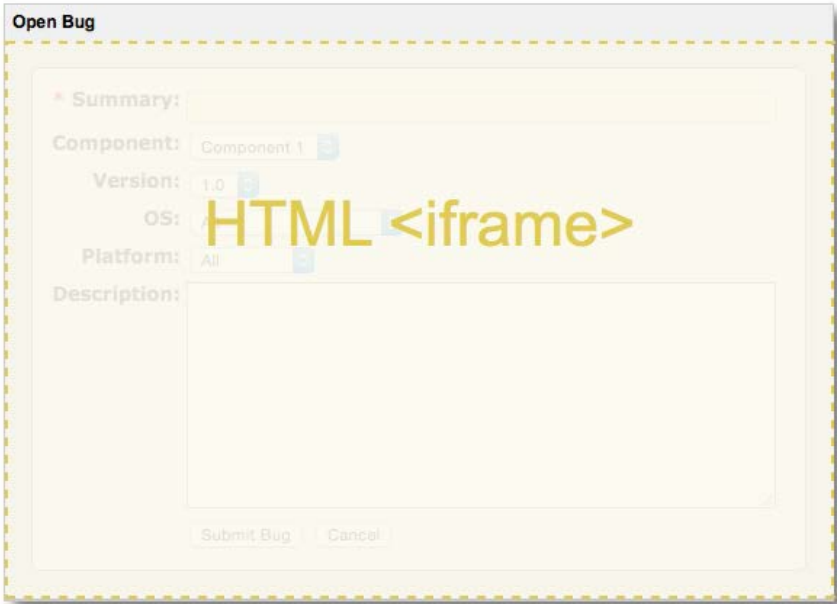 Open Bug
* Summary:
Component: Component 1
Version: 1.0
OS:
HTML <iframe>
Platform: All
Description:
Submit Bug Cancel